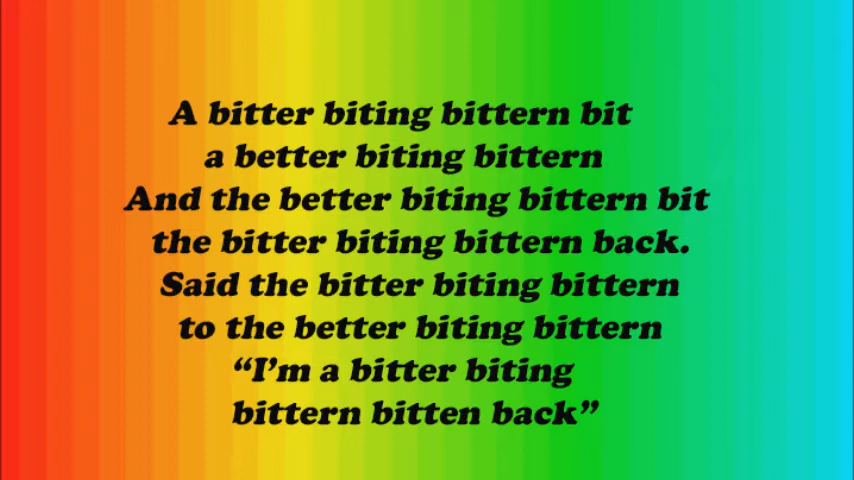 A bitter biting bittern bit
a better biting bittern
And the better biting bittern bit
the bitter biting bittern back.
Said the bitter biting bittern
to the better biting bittern
“I’m a bitter biting
bittern bitten back”